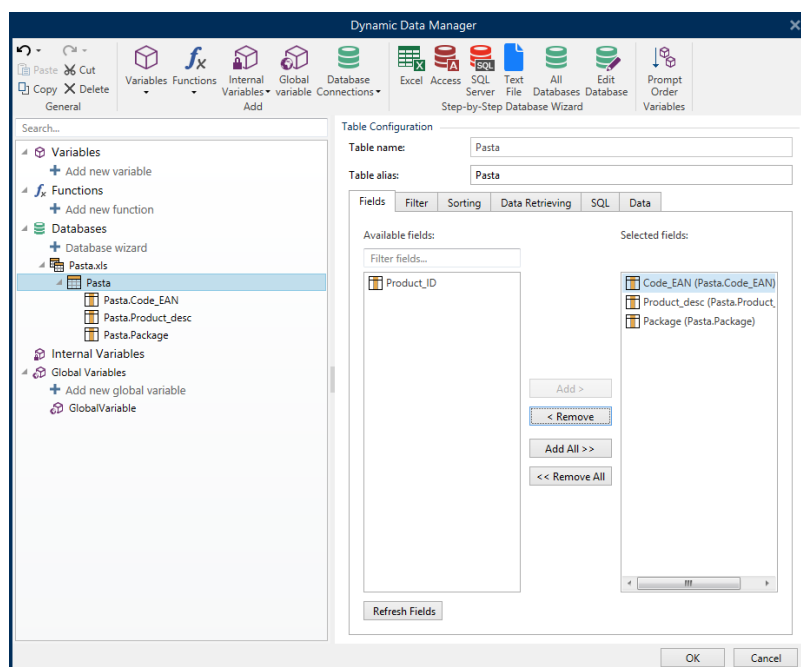 Dynamic Data Manager
Paste Cut
Copy Delete
General
Variables Functions Internal Variables Global variable Database Connections
Add
Excel Access SQL Server Text File All Databases Edit Database
Step-by-Step Database Wizard
Prompt Order
Variables
Search...
Variables
Add new variable
Functions
Add new function
Databases
Database wizard
Pasta.xls
Pasta
Pasta.Code_EAN
Pasta.Product_desc
Pasta.Package
Internal Variables
Global Variables
Add new global variable
GlobalVariable
Table Configuration
Table name: Pasta
Table alias: Pasta
Fields Filter Sorting Data Retrieving SQL Data
Available fields:
Filter fields...
Product_ID
Add >
< Remove
Add All >>
<< Remove All
Selected fields:
Code_EAN (Pasta.Code_EAN)
Product_desc (Pasta.Product_
Package (Pasta.Package)
Refresh Fields
OK Cancel